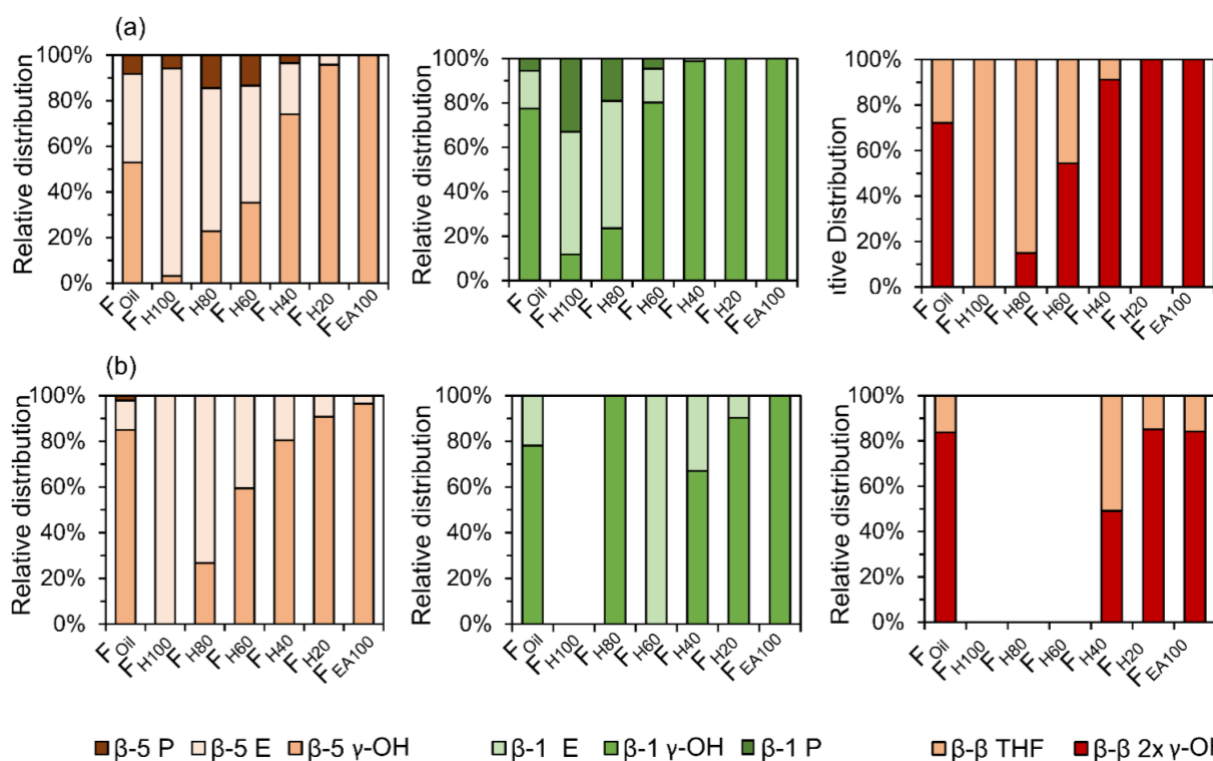 (a)
Relative distribution
100%
80%
60%
40%
20%
0%
F Oil
F H100
F H80
F H60
F H40
F H20
F EA100
Relative distribution
100%
80%
60%
40%
20%
0%
F Oil
F H100
F H80
F H60
F H40
F H20
F EA100
tive Distribution
100%
80%
60%
40%
20%
0%
F Oil
F H100
F H80
F H60
F H40
F H20
F EA100
(b)
Relative distribution
100%
80%
60%
40%
20%
0%
F Oil
F H100
F H80
F H60
F H40
F H20
F EA100
Relative distribution
100%
80%
60%
40%
20%
0%
F Oil
F H100
F H80
F H60
F H40
F H20
F EA100
Relative distribution
100%
80%
60%
40%
20%
0%
F Oil
F H100
F H80
F H60
F H40
F H20
F EA100
β-5 P β-5 E β-5 γ-OH
β-1 E β-1 γ-OH β-1 P
β-β THF β-β 2x γ-OH